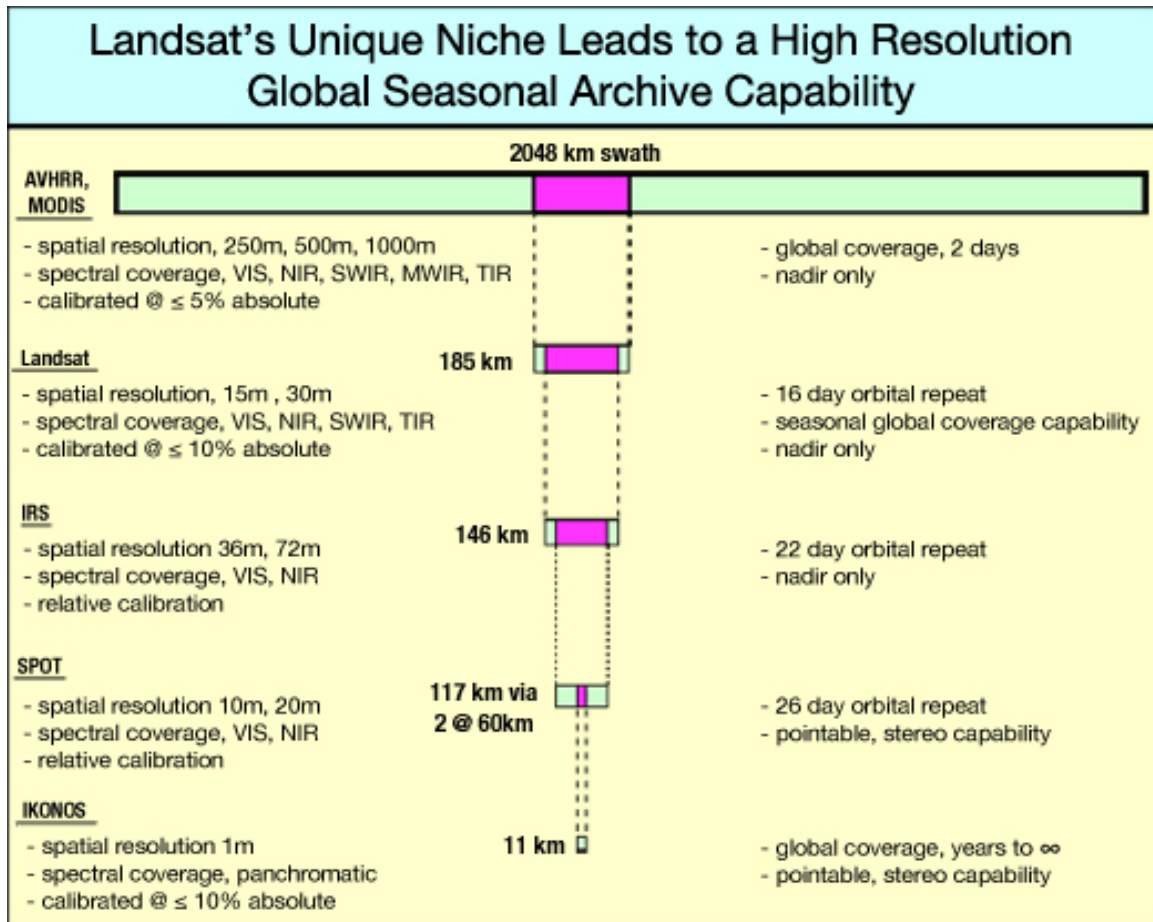 Landsat's Unique Niche Leads to a High Resolution
Global Seasonal Archive Capability
2048 km swath
AVHRR,
MODIS
- spatial resolution, 250m, 500m, 1000m
- spectral coverage, VIS, NIR, SWIR, MWIR, TIR
- calibrated @ ≤ 5% absolute
- global coverage, 2 days
- nadir only
Landsat
185 km
- spatial resolution, 15m , 30m
- spectral coverage, VIS, NIR, SWIR, TIR
- calibrated @ ≤ 10% absolute
- 16 day orbital repeat
- seasonal global coverage capability
- nadir only
IRS
146 km
- spatial resolution 36m, 72m
- spectral coverage, VIS, NIR
- relative calibration
- 22 day orbital repeat
- nadir only
SPOT
117 km via
2 @ 60km
- spatial resolution 10m, 20m
- spectral coverage, VIS, NIR
- relative calibration
- 26 day orbital repeat
- pointable, stereo capability
IKONOS
11 km
- spatial resolution 1m
- spectral coverage, panchromatic
- calibrated @ ≤ 10% absolute
- global coverage, years to ∞
- pointable, stereo capability